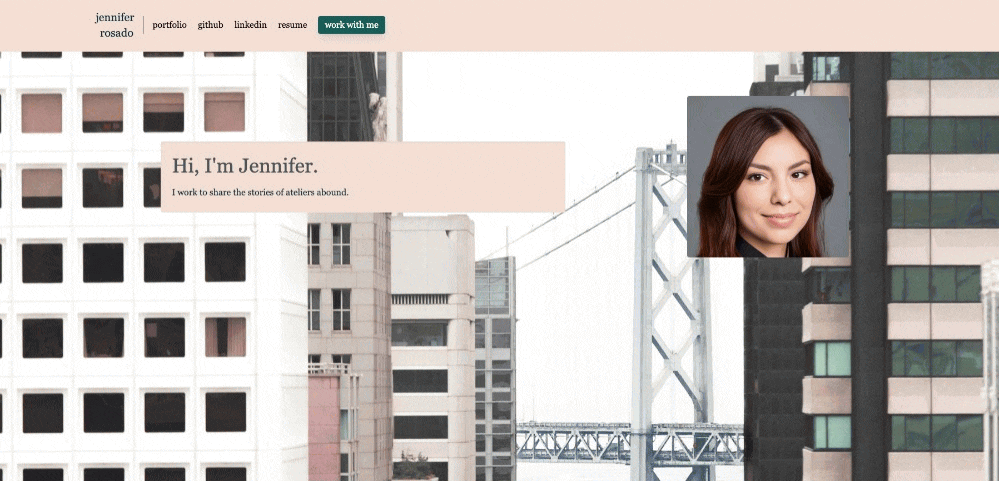 jennifer
rosado
portfolio github linkedin resume work with me
Hi, I'm Jennifer.
I work to share the stories of ateliers abound.